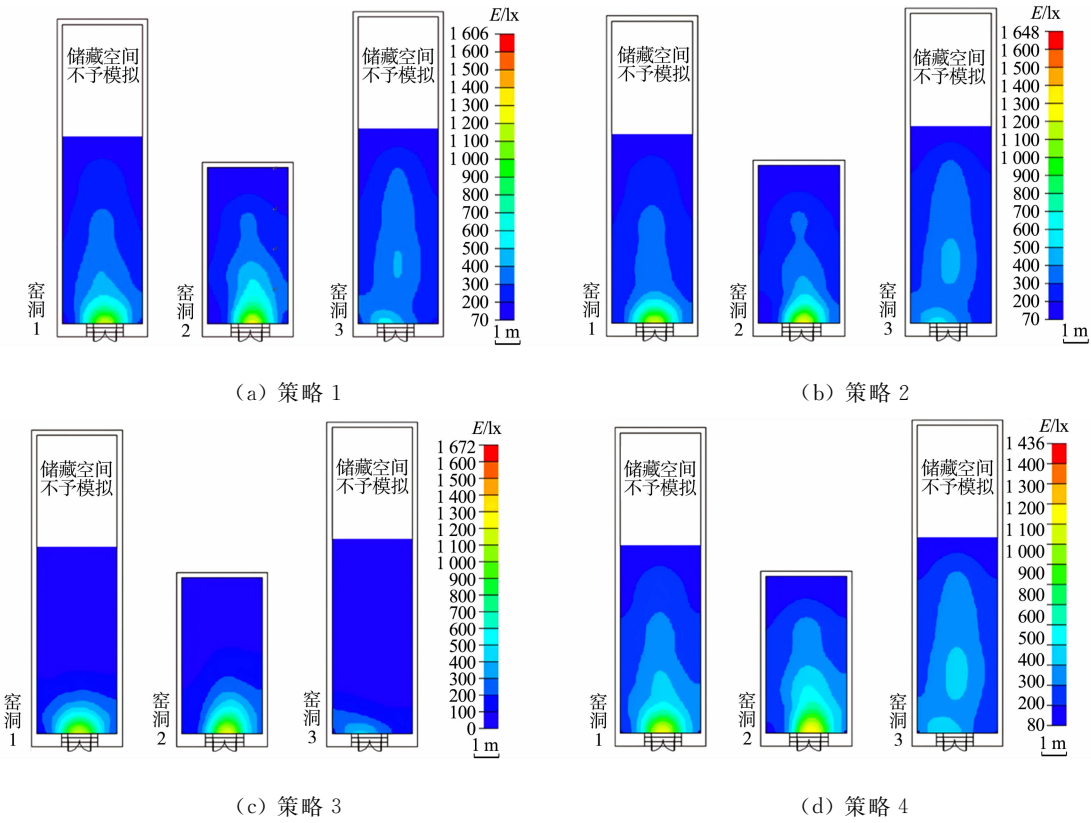 E/lx
1 606
1 600
1 500
1 400
1 300
1 200
1 100
1 000
900
800
700
600
500
400
300
200
70
1 m
储藏空间
不予模拟
储藏空间
不予模拟
窑洞1
窑洞2
窑洞3
(a) 策略 1
E/lx
1 648
1 600
1 500
1 400
1 300
1 200
1 100
1 000
900
800
700
600
500
400
300
200
70
1 m
储藏空间
不予模拟
储藏空间
不予模拟
窑洞1
窑洞2
窑洞3
(b) 策略 2
E/lx
1 672
1 600
1 500
1 400
1 300
1 200
1 100
1 000
900
800
700
600
500
400
300
200
100
0
1 m
储藏空间
不予模拟
储藏空间
不予模拟
窑洞1
窑洞2
窑洞3
(c) 策略 3
E/lx
1 436
1 400
1 300
1 200
1 100
1 000
900
800
700
600
500
400
300
200
80
1 m
储藏空间
不予模拟
储藏空间
不予模拟
窑洞1
窑洞2
窑洞3
(d) 策略 4